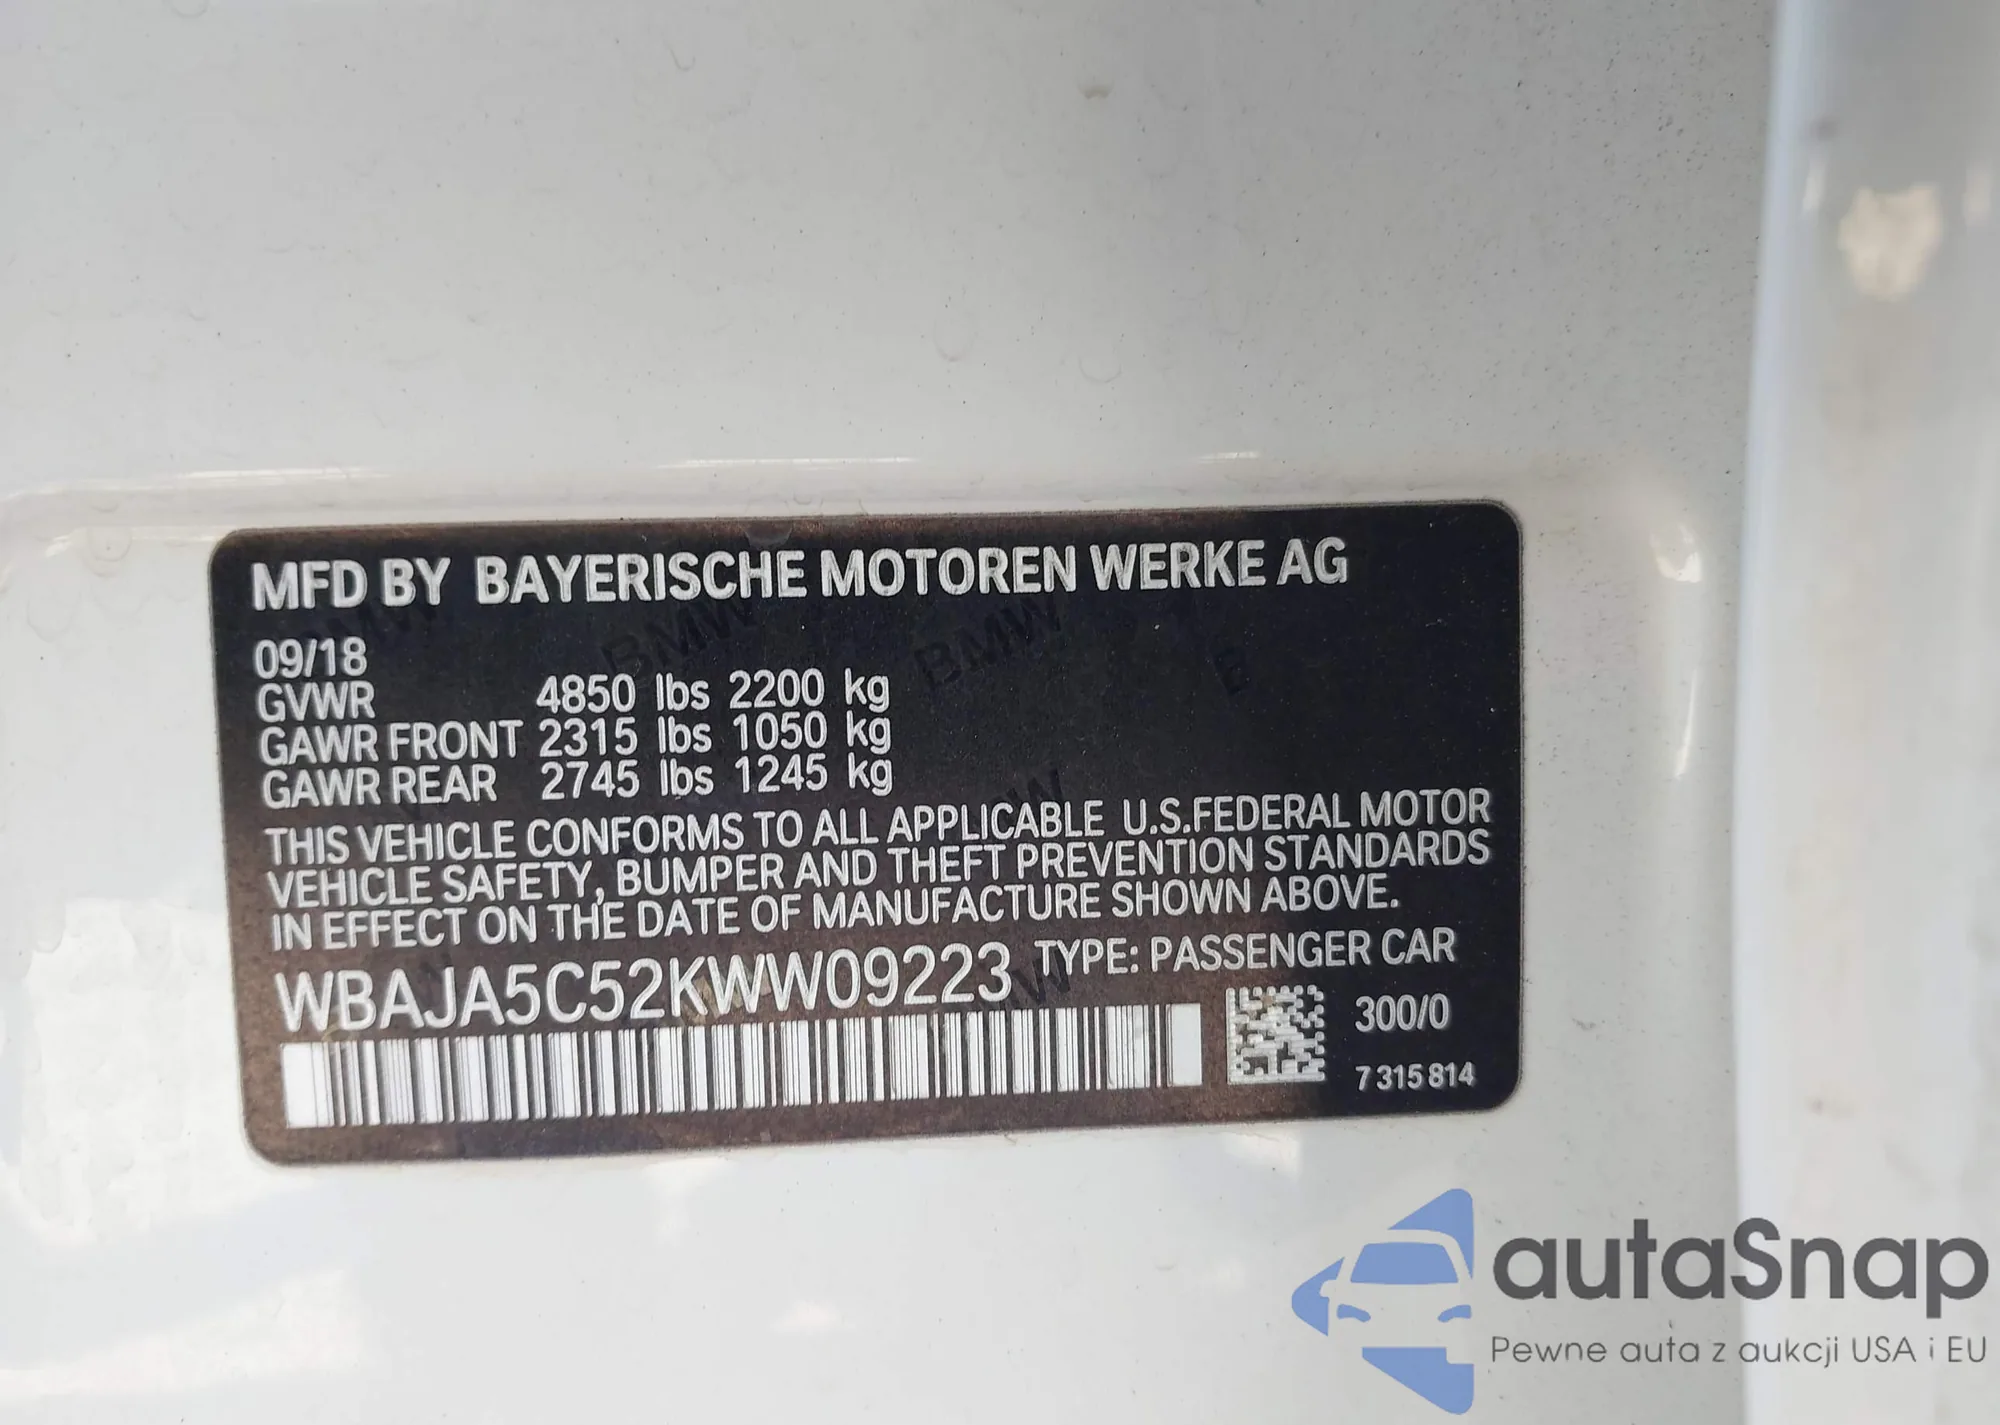 MFD BY BAYERISCHE MOTOREN WERKE AG
09/18
GVWR 4850 lbs 2200 kg
GAWR FRONT 2315 lbs 1050 kg
GAWR REAR 2745 lbs 1245 kg
THIS VEHICLE CONFORMS TO ALL APPLICABLE U.S.FEDERAL MOTOR
VEHICLE SAFETY, BUMPER AND THEFT PREVENTION STANDARDS
IN EFFECT ON THE DATE OF MANUFACTURE SHOWN ABOVE.
WBAJA5C52KWW09223 TYPE: PASSENGER CAR
300/0
7 315 814
BMW
BMW
BMW
autaSnap
Pewne auta z aukcji USA i EU